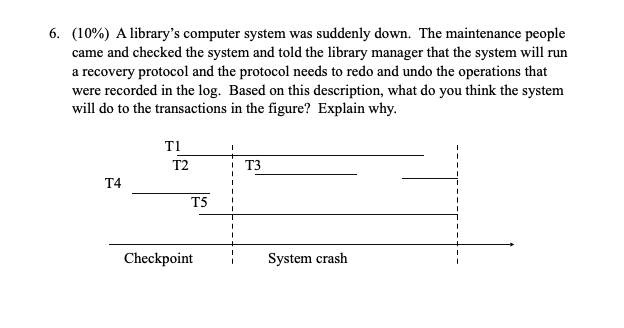 6. (10%) A library’s computer system was suddenly down. The maintenance people
came and checked the system and told the library manager that the system will run
a recovery protocol and the protocol needs to redo and undo the operations that
were recorded in the log. Based on this description, what do you think the system
will do to the transactions in the figure? Explain why.
T1
T2 T3
T4
T5
Checkpoint System crash